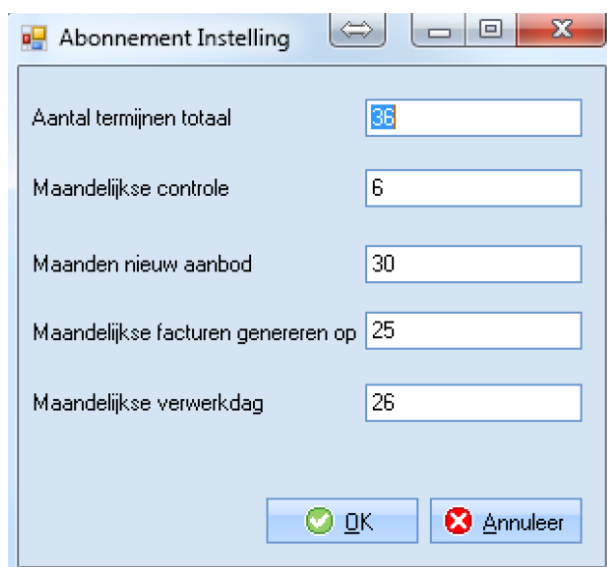 Abonnement Instelling
Aantal termijnen totaal 36
Maandelijkse controle 6
Maanden nieuw aanbod 30
Maandelijkse facturen genereren op 25
Maandelijkse verwerkdag 26
OK Annuleer